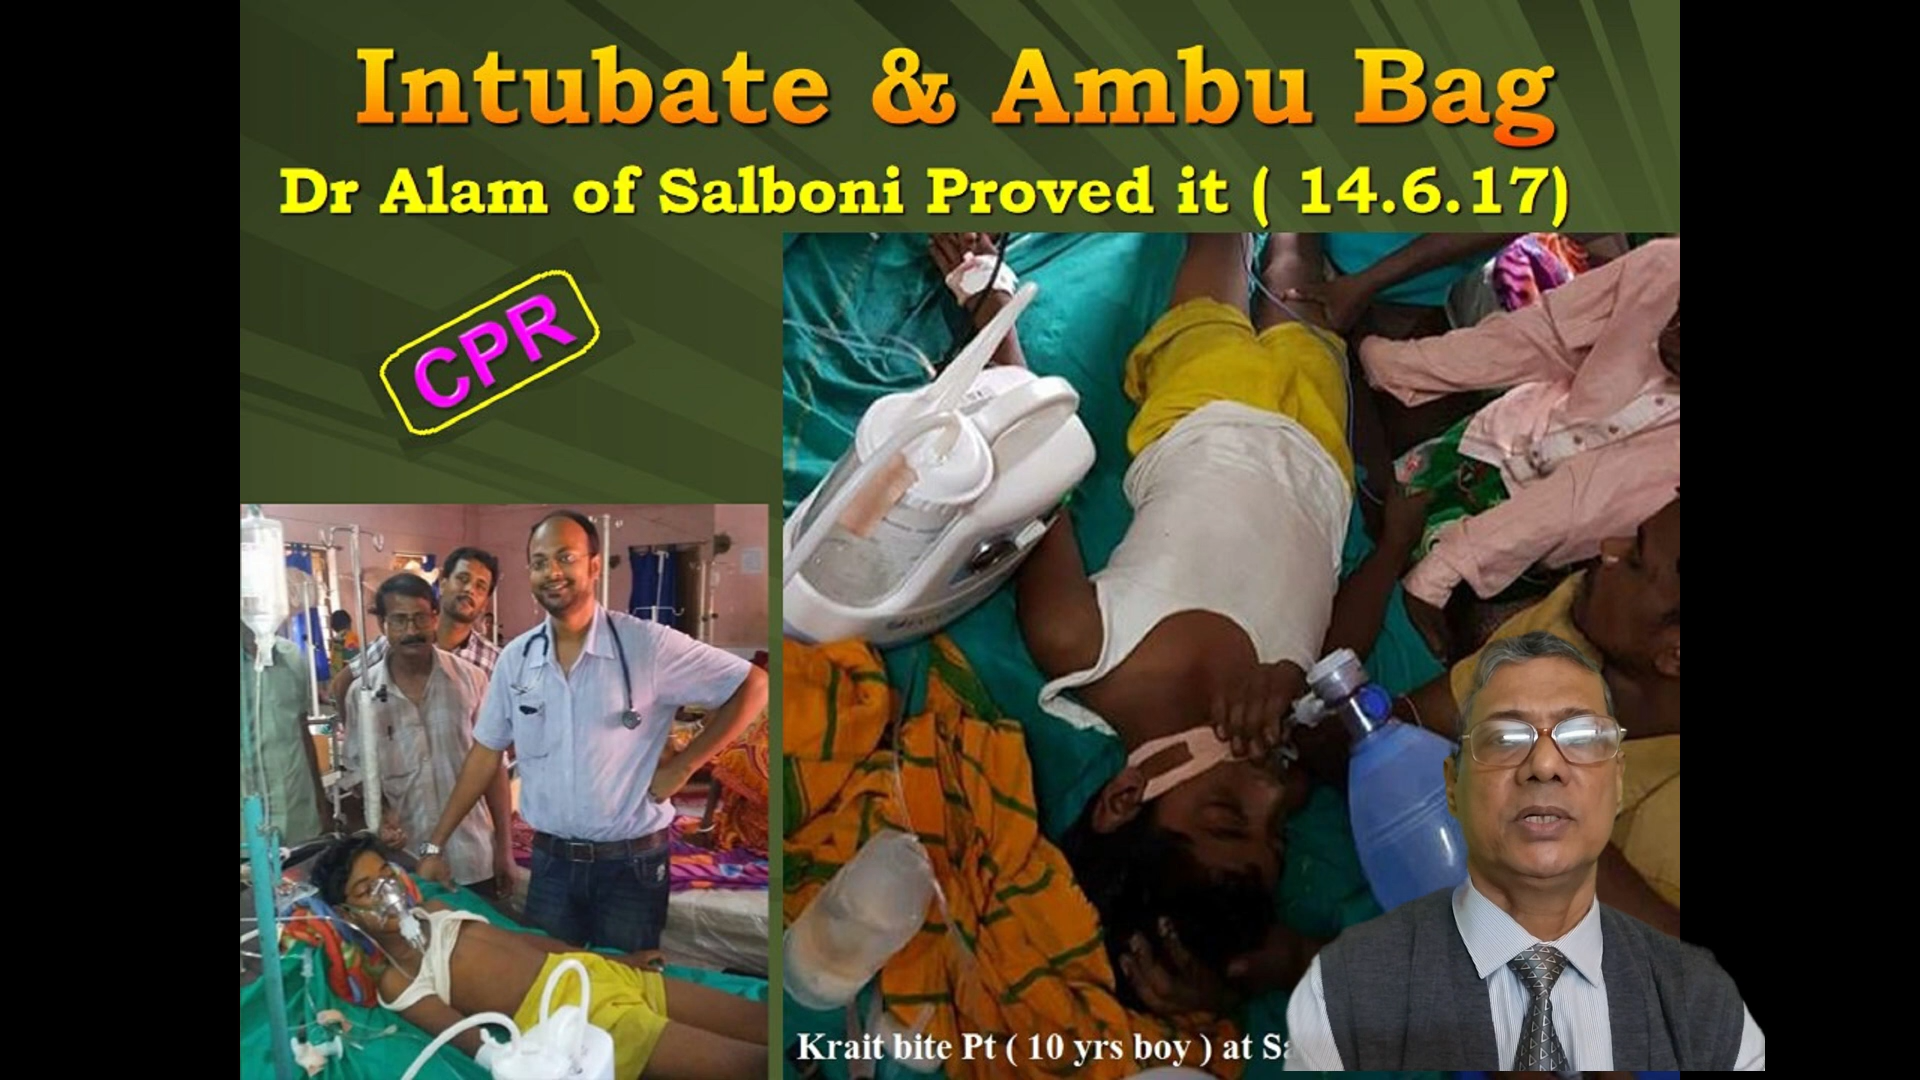 Intubate & Ambu Bag
Dr Alam of Salboni Proved it ( 14.6.17)
CPR
Krait bite Pt ( 10 yrs boy ) at Sa